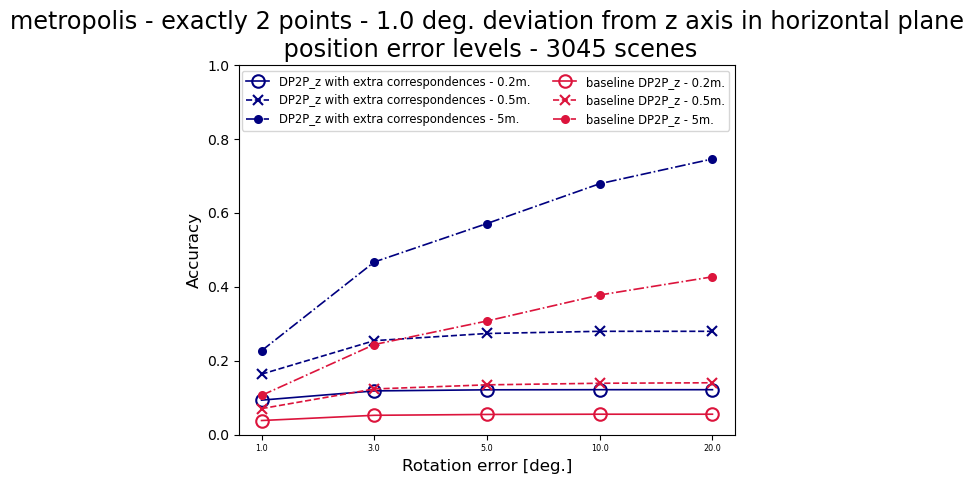 metropolis - exactly 2 points - 1.0 deg. deviation from z axis in horizontal plane
position error levels - 3045 scenes
1.0
0.8
0.6
0.4
0.2
0.0
Accuracy
DP2P_z with extra correspondences - 0.2m.
DP2P_z with extra correspondences - 0.5m.
DP2P_z with extra correspondences - 5m.
baseline DP2P_z - 0.2m.
baseline DP2P_z - 0.5m.
baseline DP2P_z - 5m.
1.0 3.0 5.0 10.0 20.0
Rotation error [deg.]